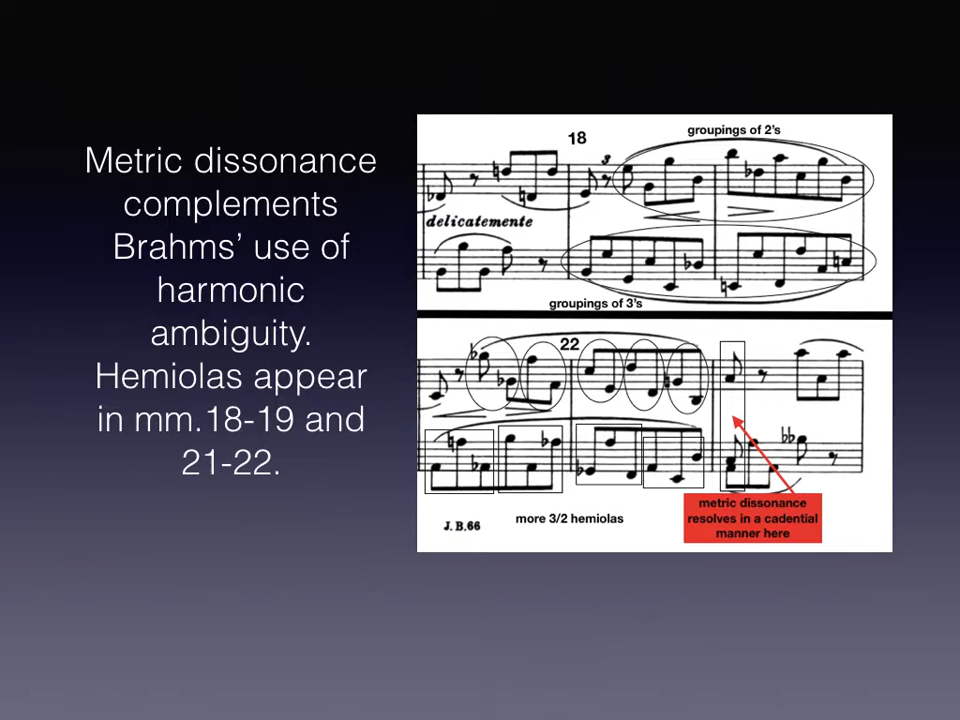 Metric dissonance
complements
Brahms’ use of
harmonic
ambiguity.
Hemiolas appear
in mm.18-19 and
21-22.
groupings of 2's
18
3
delicatemente
groupings of 3's
22
more 3/2 hemiolas
J. B. 66
metric dissonance
resolves in a cadential
manner here